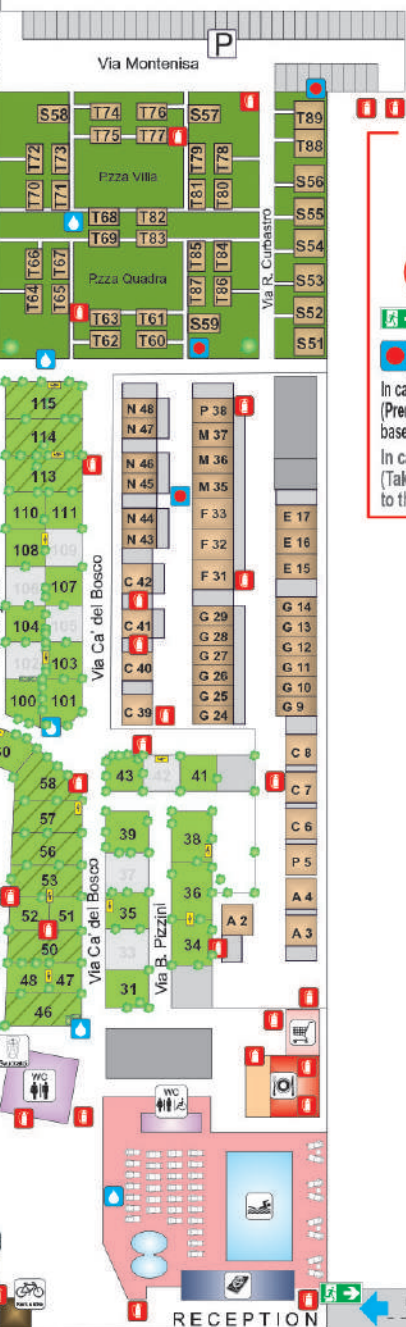 P
Via Montenisa
S58 T74 T76 S57 T89
T75 T77
T72 T73 P.zza Villa T79 T78 T88
T70 T71 T81 T80 S56
T68 T82 S55
T69 T83
Via R. Curbastro
T66 T67 P.zza Quadra T85 T84 S54
T64 T65 T87 T86 S53
T63 T61 S59 S52
T62 T60 S51
In ca
(Pren
base
In ca
(Tak
to th
115
114
113
110 111
108 109
106 107
104 105
102 103
100 101
Via Ca' del Bosco
N 48
N 47
N 46
N 45
N 44
N 43
C 42
C 41
C 40
C 39
P 38
M 37
M 36
M 35
F 33
F 32
F 31
G 29
G 28
G 27
G 26
G 25
G 24
E 17
E 16
E 15
G 14
G 13
G 12
G 11
G 10
G 9
C 8
C 7
C 6
P 5
A 4
A 3
A 2
43 42 41
58
57
56
53
52 51
50
48 47
46
Via Ca' del Bosco
39
37
35
33
31
Via B. Pizzini
38
36
34
WC
WC
RECEPTION